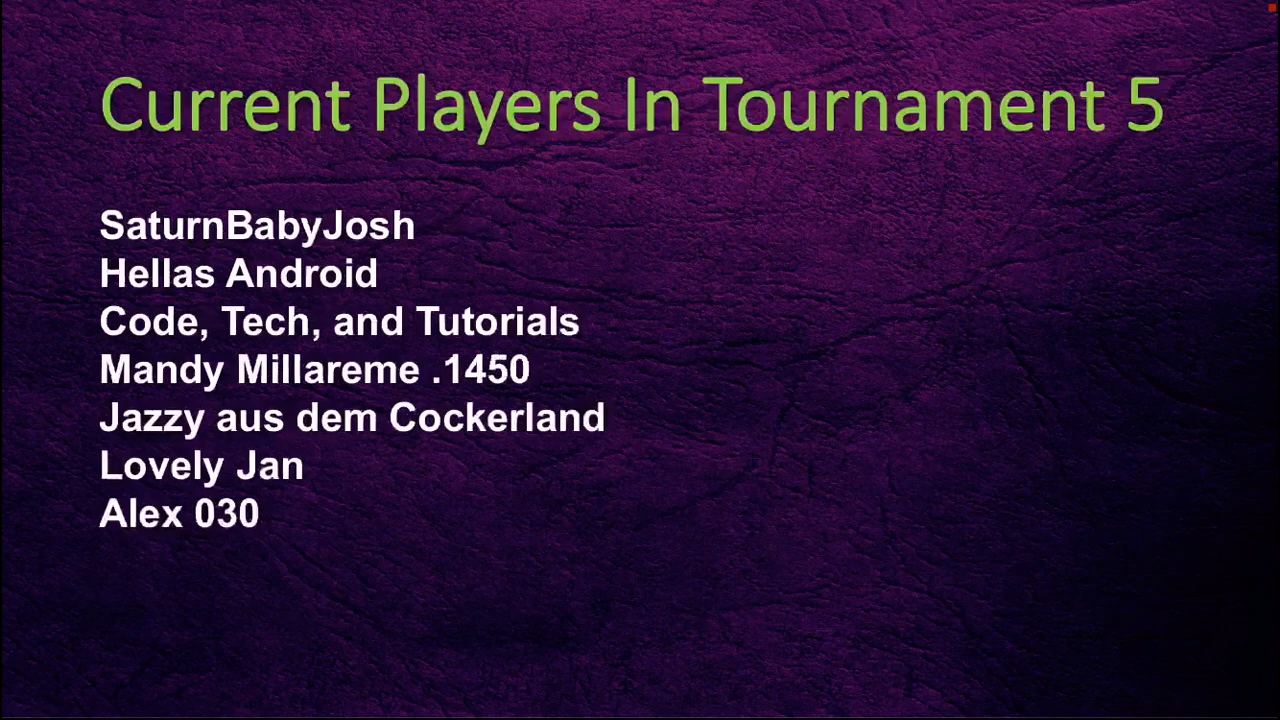 Current Players In Tournament 5
SaturnBabyJosh
Hellas Android
Code, Tech, and Tutorials
Mandy Millareme .1450
Jazzy aus dem Cockerland
Lovely Jan
Alex 030